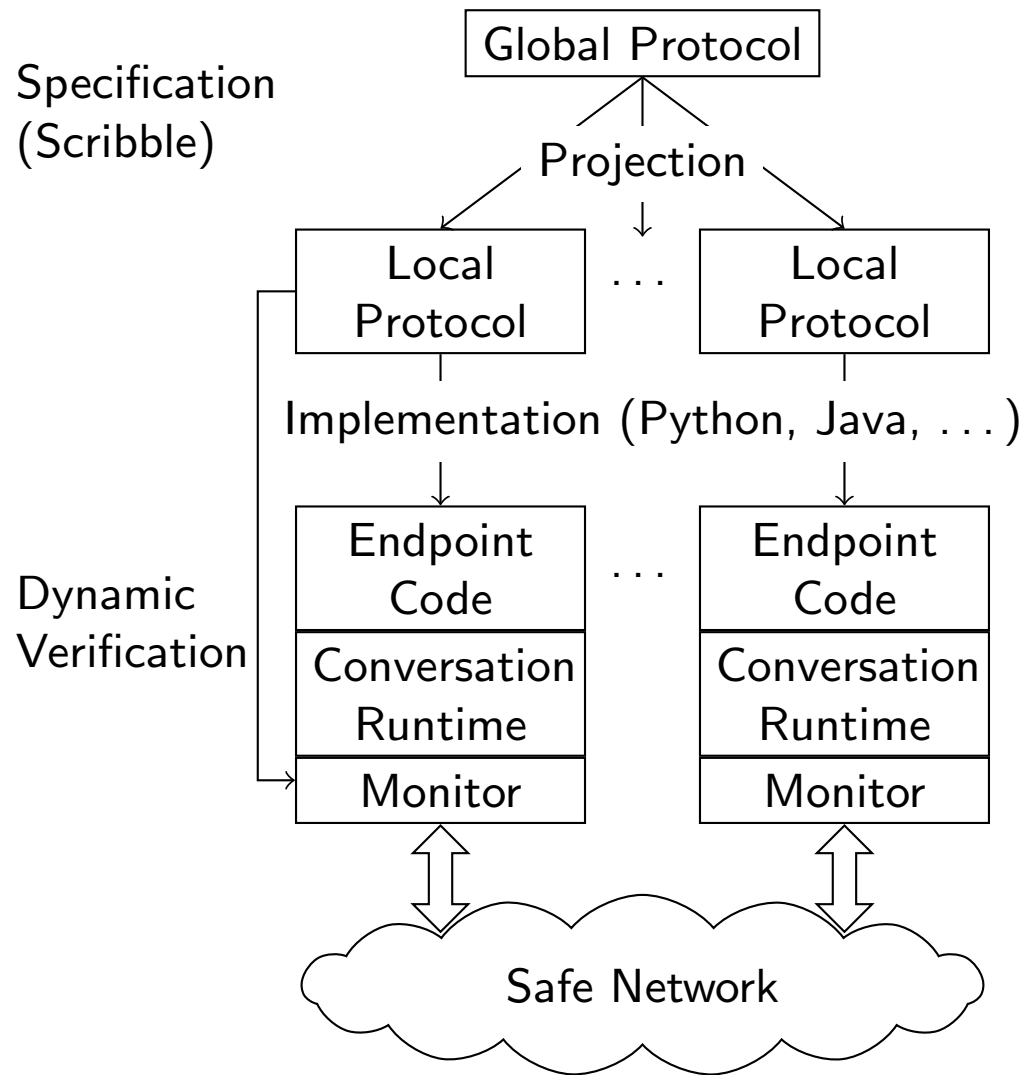 Global Protocol
Specification
(Scribble)
Projection
Local
Protocol
. . .
Local
Protocol
Implementation (Python, Java, . . . )
Endpoint
Code
. . .
Endpoint
Code
Dynamic
Verification
Conversation
Runtime
Conversation
Runtime
Monitor
Monitor
Safe Network